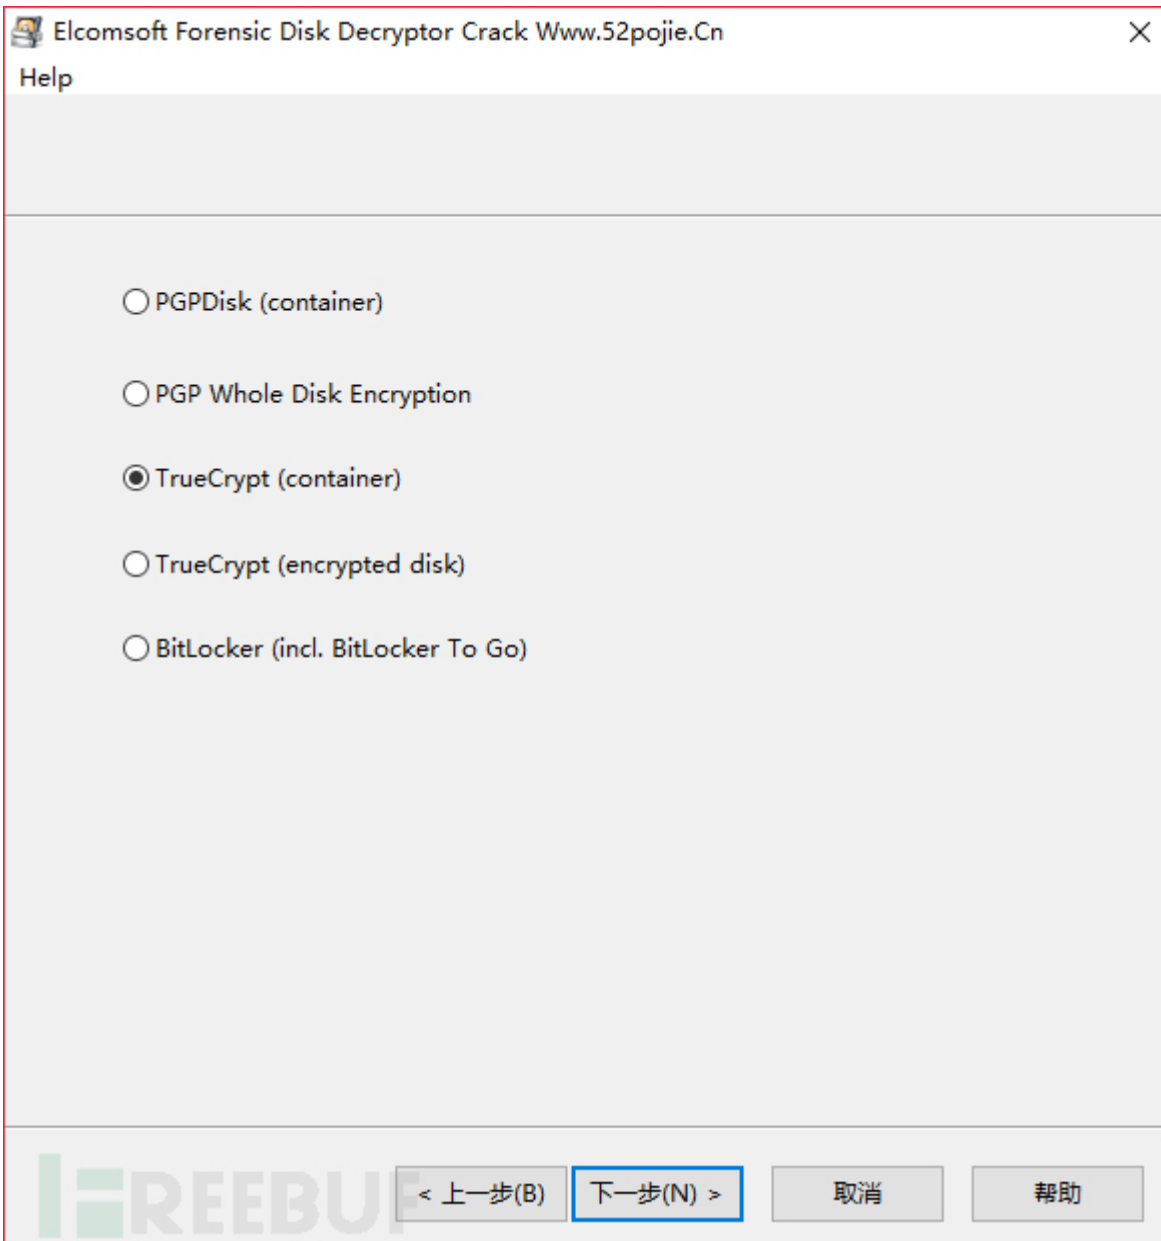 Elcomsoft Forensic Disk Decryptor Crack Www.52pojie.Cn
Help
PGPDisk (container)
PGP Whole Disk Encryption
TrueCrypt (container)
TrueCrypt (encrypted disk)
BitLocker (incl. BitLocker To Go)
REEBUF < 上一步(B) 下一步(N) > 取消 帮助